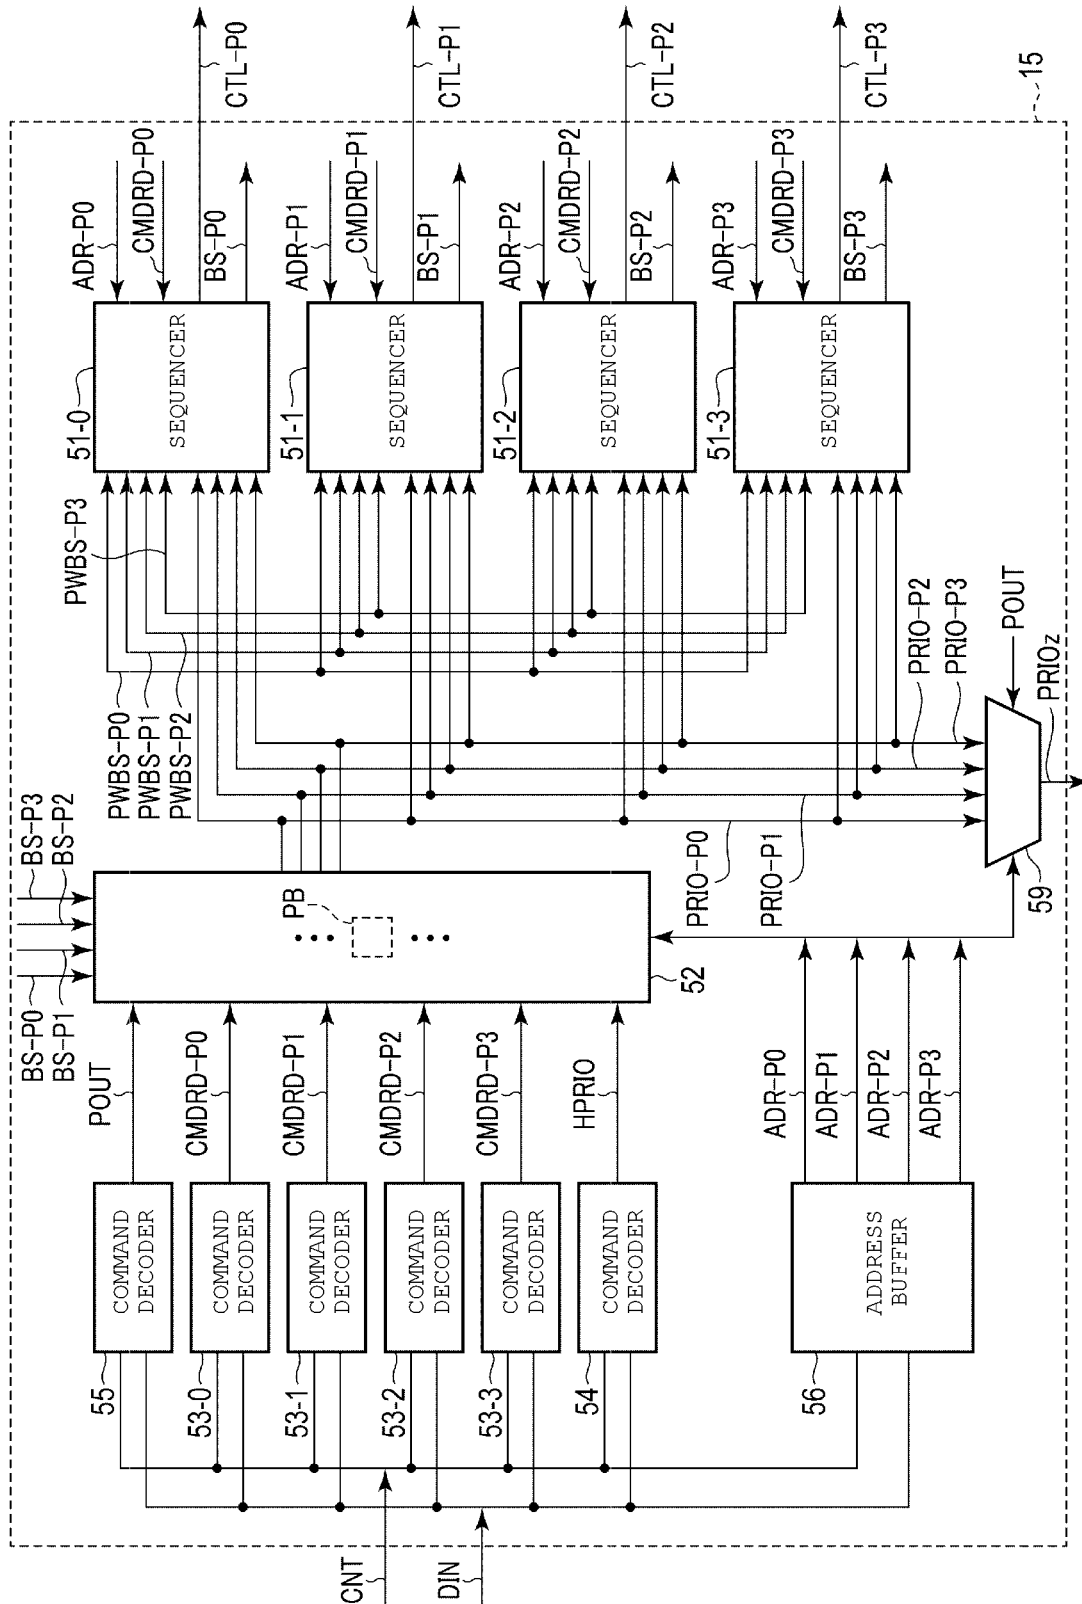 CNT
DIN
55
COMMAND
DECODER
POUT
53-0
COMMAND
DECODER
CMDRD-P0
53-1
COMMAND
DECODER
CMDRD-P1
53-2
COMMAND
DECODER
CMDRD-P2
53-3
COMMAND
DECODER
CMDRD-P3
54
COMMAND
DECODER
HPRIO
56
ADDRESS
BUFFER
ADR-P0
ADR-P1
ADR-P2
ADR-P3
BS-P0
BS-P1
BS-P2
BS-P3
PB
52
PWBS-P0
PWBS-P1
PWBS-P2
PWBS-P3
PRIO-P0
PRIO-P1
PRIO-P2
PRIO-P3
59
POUT
PRIOz
51-0
SEQUENCER
ADR-P0
CMDRD-P0
CTL-P0
BS-P0
51-1
SEQUENCER
ADR-P1
CMDRD-P1
CTL-P1
BS-P1
51-2
SEQUENCER
ADR-P2
CMDRD-P2
CTL-P2
BS-P2
51-3
SEQUENCER
ADR-P3
CMDRD-P3
CTL-P3
BS-P3
15